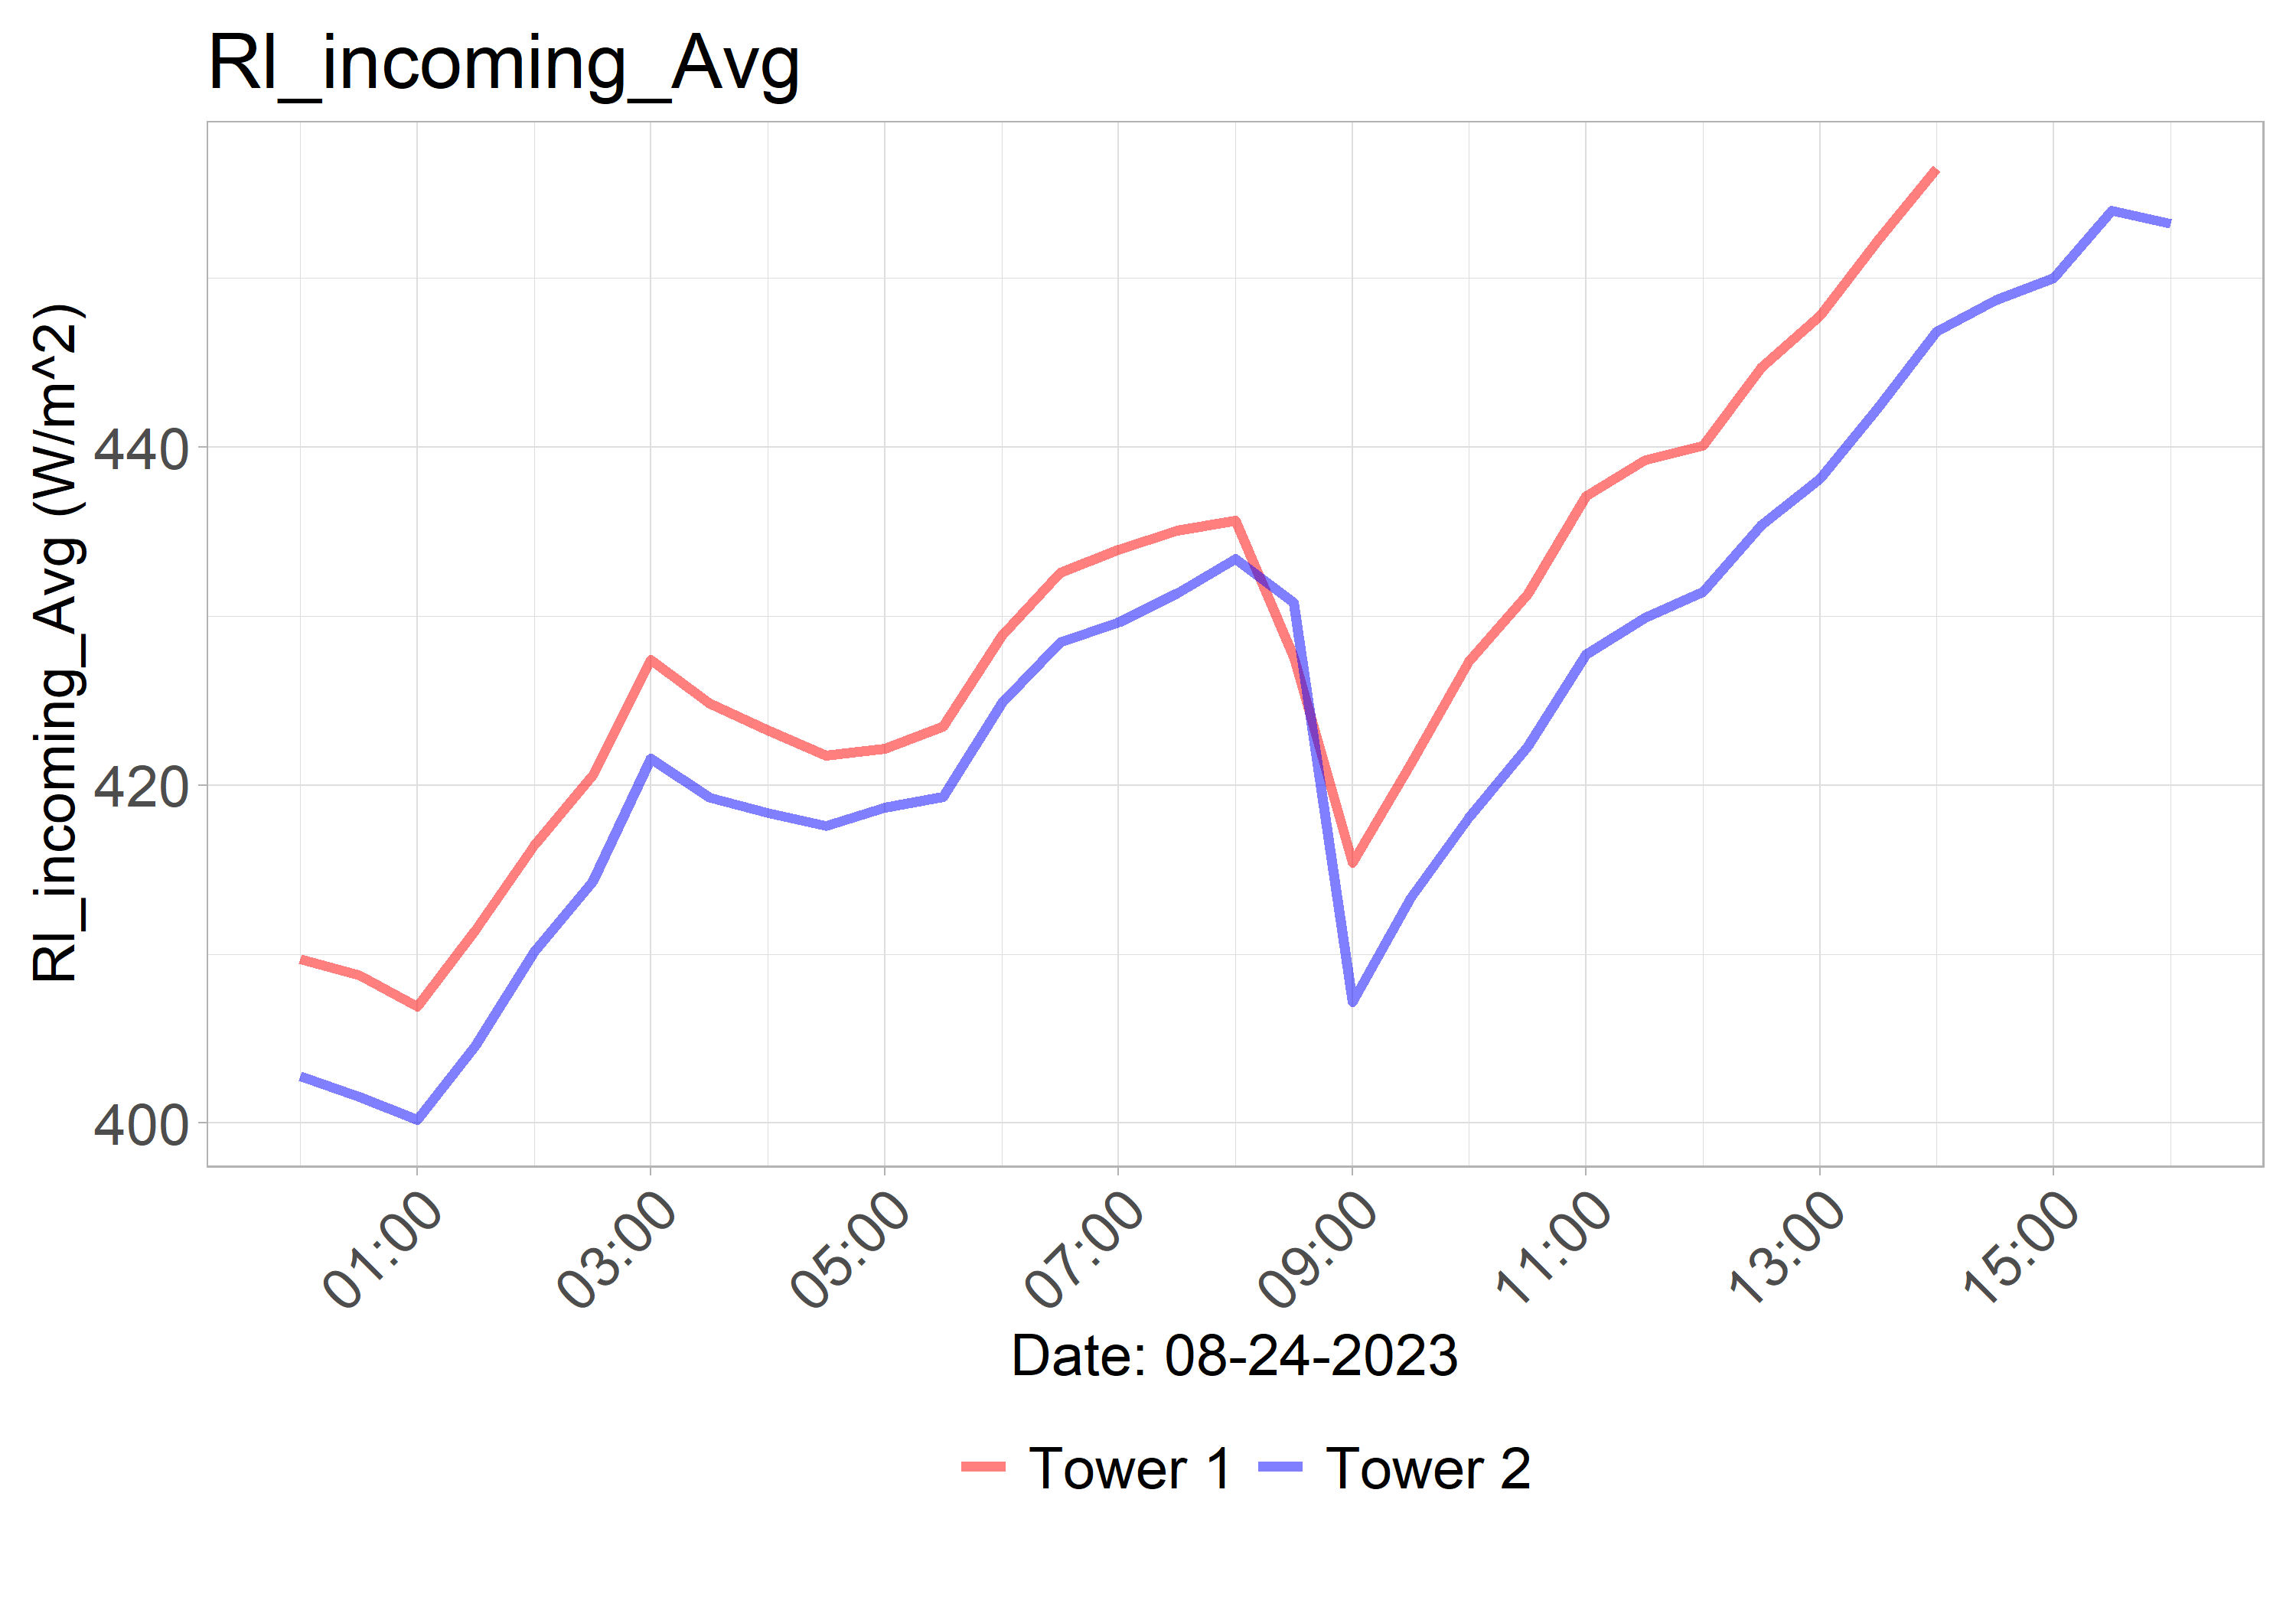 Rl_incoming_Avg
Rl_incoming_Avg (W/m^2)
440
420
400
01:00
03:00
05:00
07:00
09:00
11:00
13:00
15:00
Date: 08-24-2023
Tower 1
Tower 2